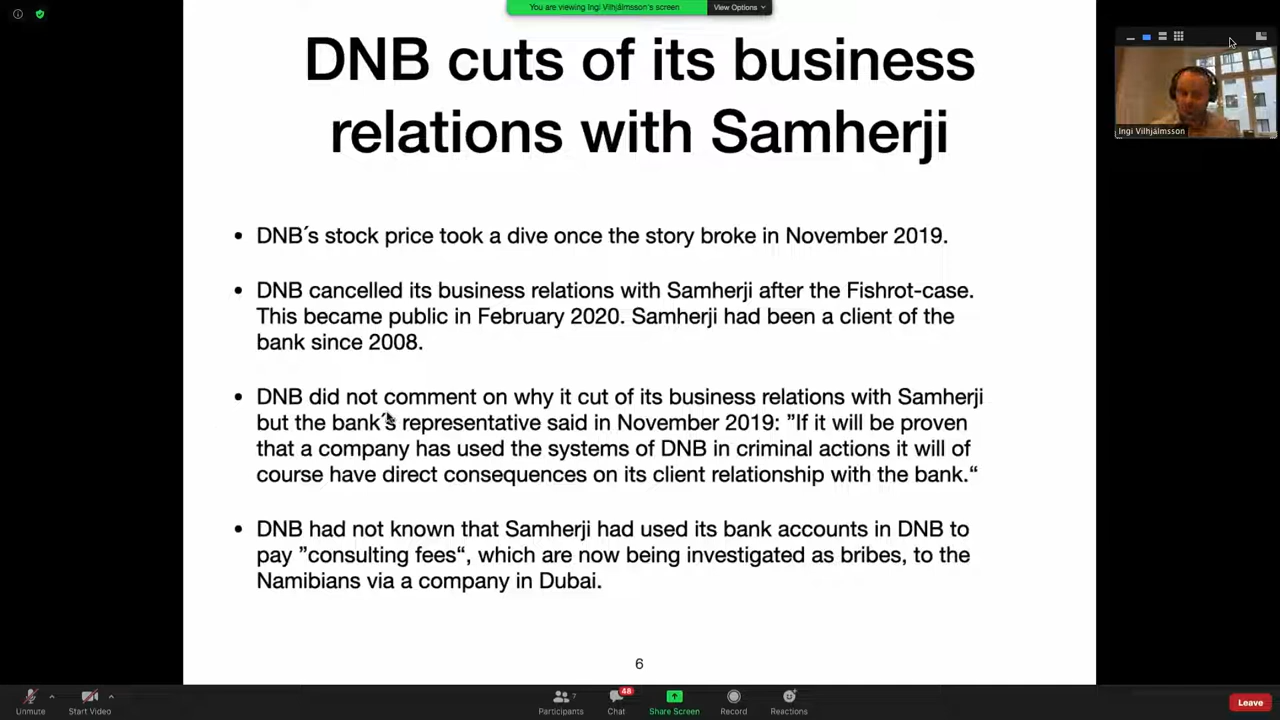 You are viewing Ingi Vilhjálmsson's screen
View Options
DNB cuts of its business
relations with Samherji
Ingi Vilhjálmsson
• DNB´s stock price took a dive once the story broke in November 2019.
• DNB cancelled its business relations with Samherji after the Fishrot-case.
This became public in February 2020. Samherji had been a client of the
bank since 2008.
• DNB did not comment on why it cut of its business relations with Samherji
but the bank´s representative said in November 2019: ”If it will be proven
that a company has used the systems of DNB in criminal actions it will of
course have direct consequences on its client relationship with the bank.“
• DNB had not known that Samherji had used its bank accounts in DNB to
pay ”consulting fees“, which are now being investigated as bribes, to the
Namibians via a company in Dubai.
6
Unmute
Start Video
Participants
7
Chat
48
Share Screen
Record
Reactions
Leave